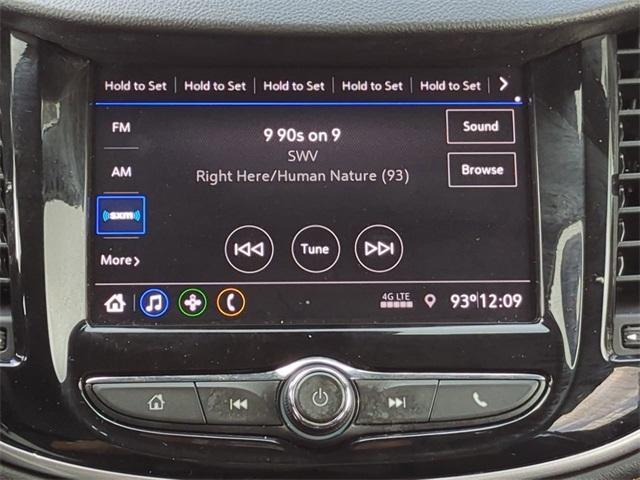 Hold to Set Hold to Set Hold to Set Hold to Set Hold to Set >
FM
9 90s on 9
Sound
SWV
AM
Right Here/Human Nature (93)
Browse
((sxm))
Tune
More >
4G LTE 93° 12:09